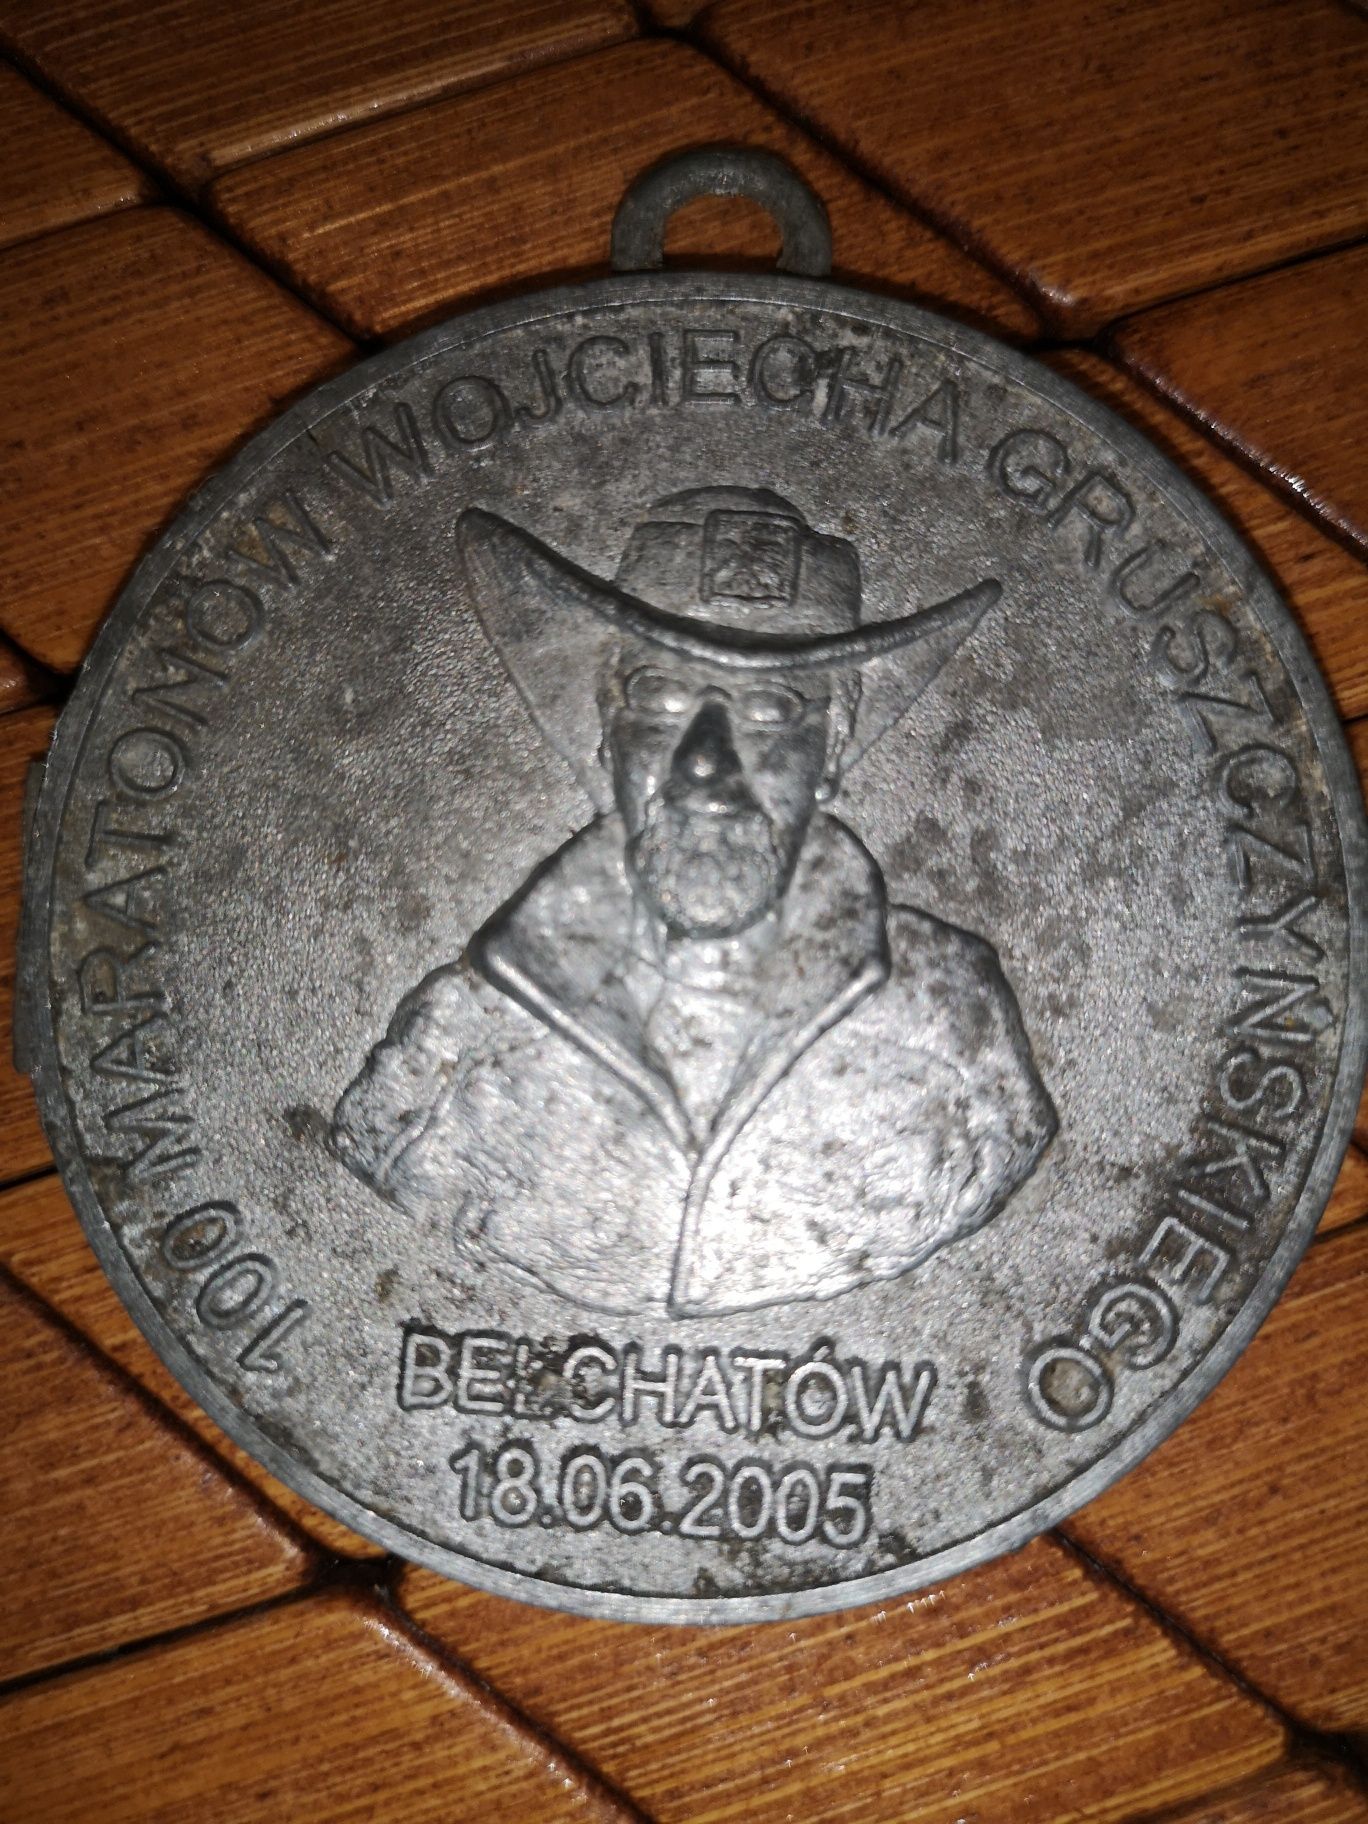 100 MARATONÓW WOJCIECHA GRUSZCZYŃSKIEGO
BEŁCHATÓW
18.06.2005